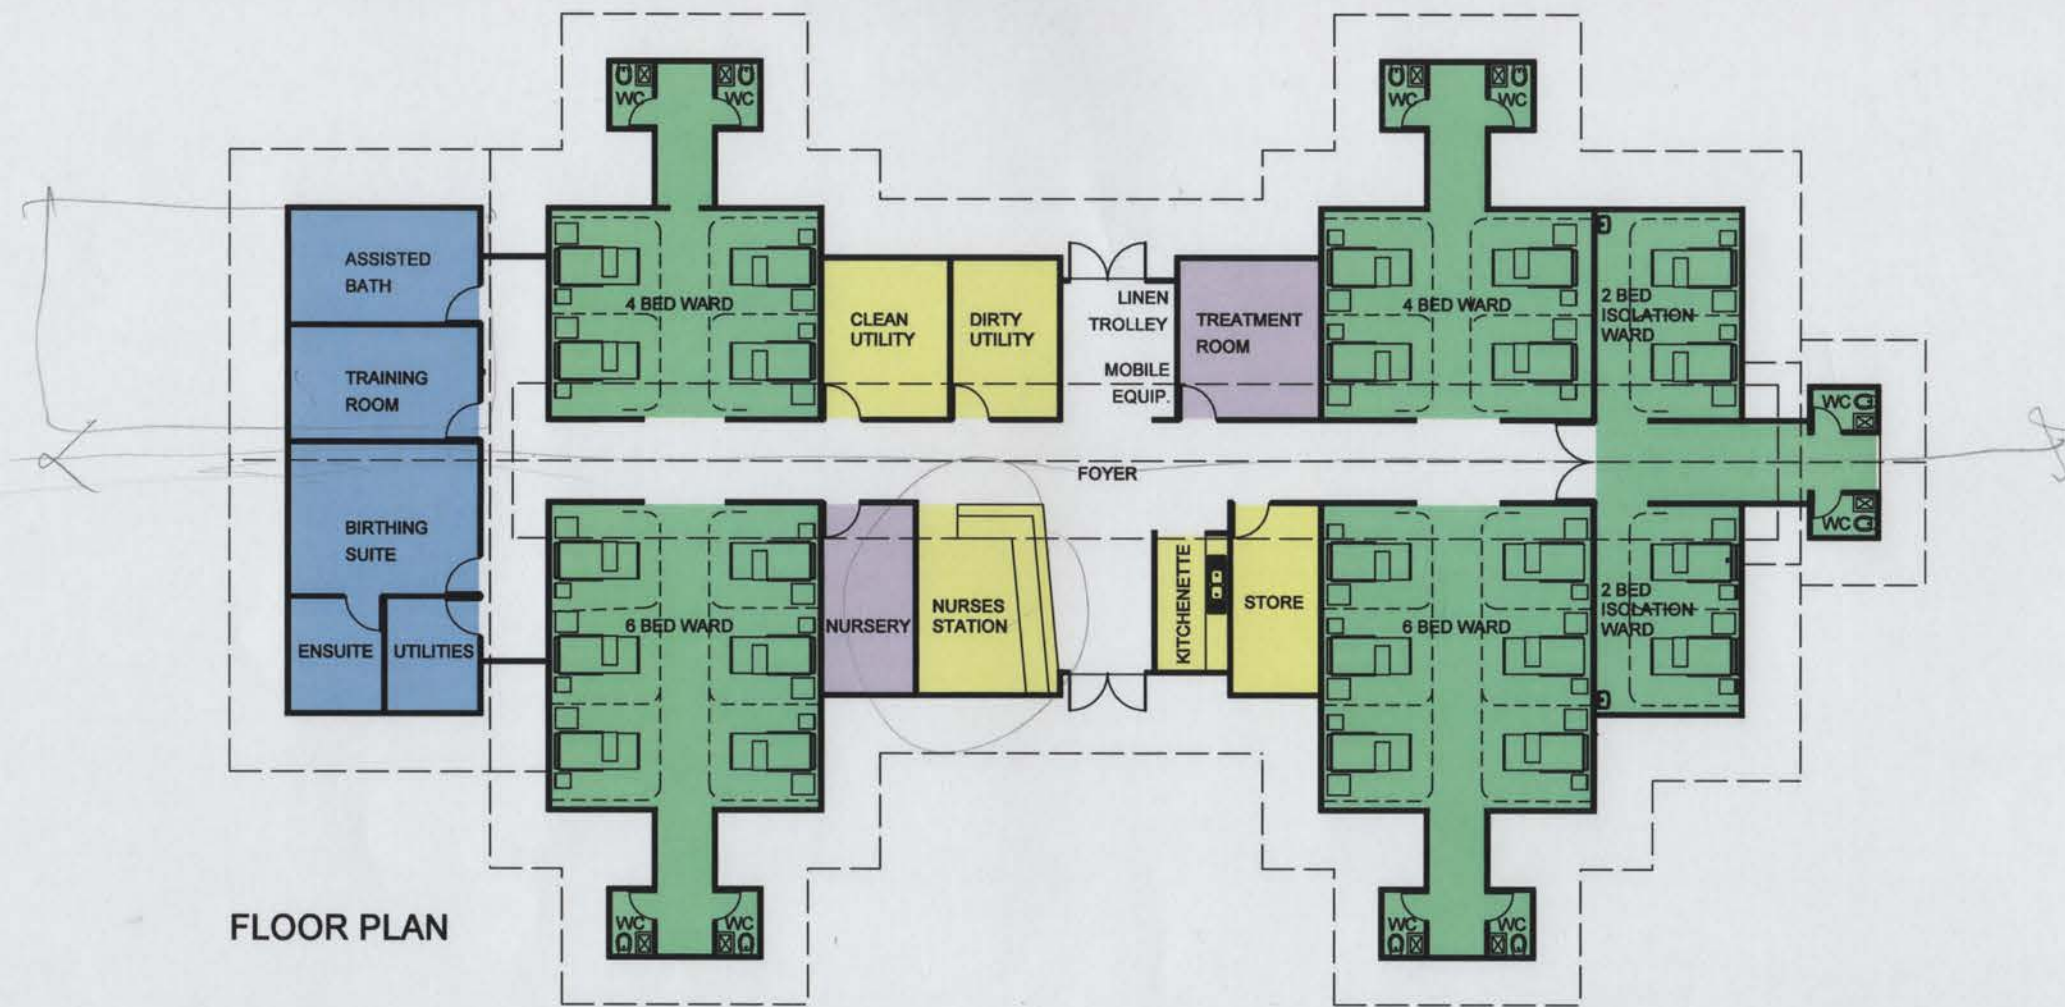 WC
WC
WC
WC
ASSISTED
BATH
4 BED WARD
CLEAN
UTILITY
DIRTY
UTILITY
LINEN
TROLLEY
MOBILE
EQUIP.
TREATMENT
ROOM
4 BED WARD
2 BED
ISOLATION
WARD
TRAINING
ROOM
WC
FOYER
WC
BIRTHING
SUITE
ENSUITE
UTILITIES
6 BED WARD
NURSERY
NURSES
STATION
KITCHENETTE
STORE
6 BED WARD
2 BED
ISOLATION
WARD
WC
WC
WC
WC
FLOOR PLAN